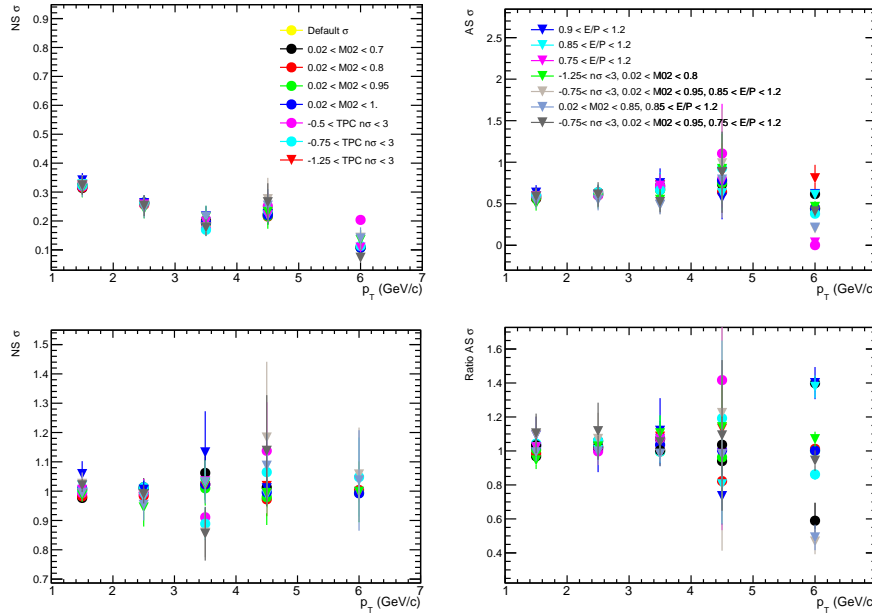 NS σ
0.9
0.8
0.7
0.6
0.5
0.4
0.3
0.2
0.1
1 2 3 4 5 6 7
p_T (GeV/c)
Default σ
0.02 < M02 < 0.7
0.02 < M02 < 0.8
0.02 < M02 < 0.95
0.02 < M02 < 1.
-0.5 < TPC nσ < 3
-0.75 < TPC nσ < 3
-1.25 < TPC nσ < 3
AS σ
2.5
2
1.5
1
0.5
0
1 2 3 4 5 6
p_T (GeV/c)
0.9 < E/P < 1.2
0.85 < E/P < 1.2
0.75 < E/P < 1.2
-1.25< nσ <3, 0.02 < M02 < 0.8
-0.75< nσ <3, 0.02 < M02 < 0.95, 0.85 < E/P < 1.2
0.02 < M02 < 0.85, 0.85 < E/P < 1.2
-0.75< nσ <3, 0.02 < M02 < 0.95, 0.75 < E/P < 1.2
NS σ
1.5
1.4
1.3
1.2
1.1
1.0
0.9
0.8
0.7
1 2 3 4 5 6 7
p_T (GeV/c)
Ratio AS σ
1.6
1.4
1.2
1.0
0.8
0.6
0.4
1 2 3 4 5 6
p_T (GeV/c)